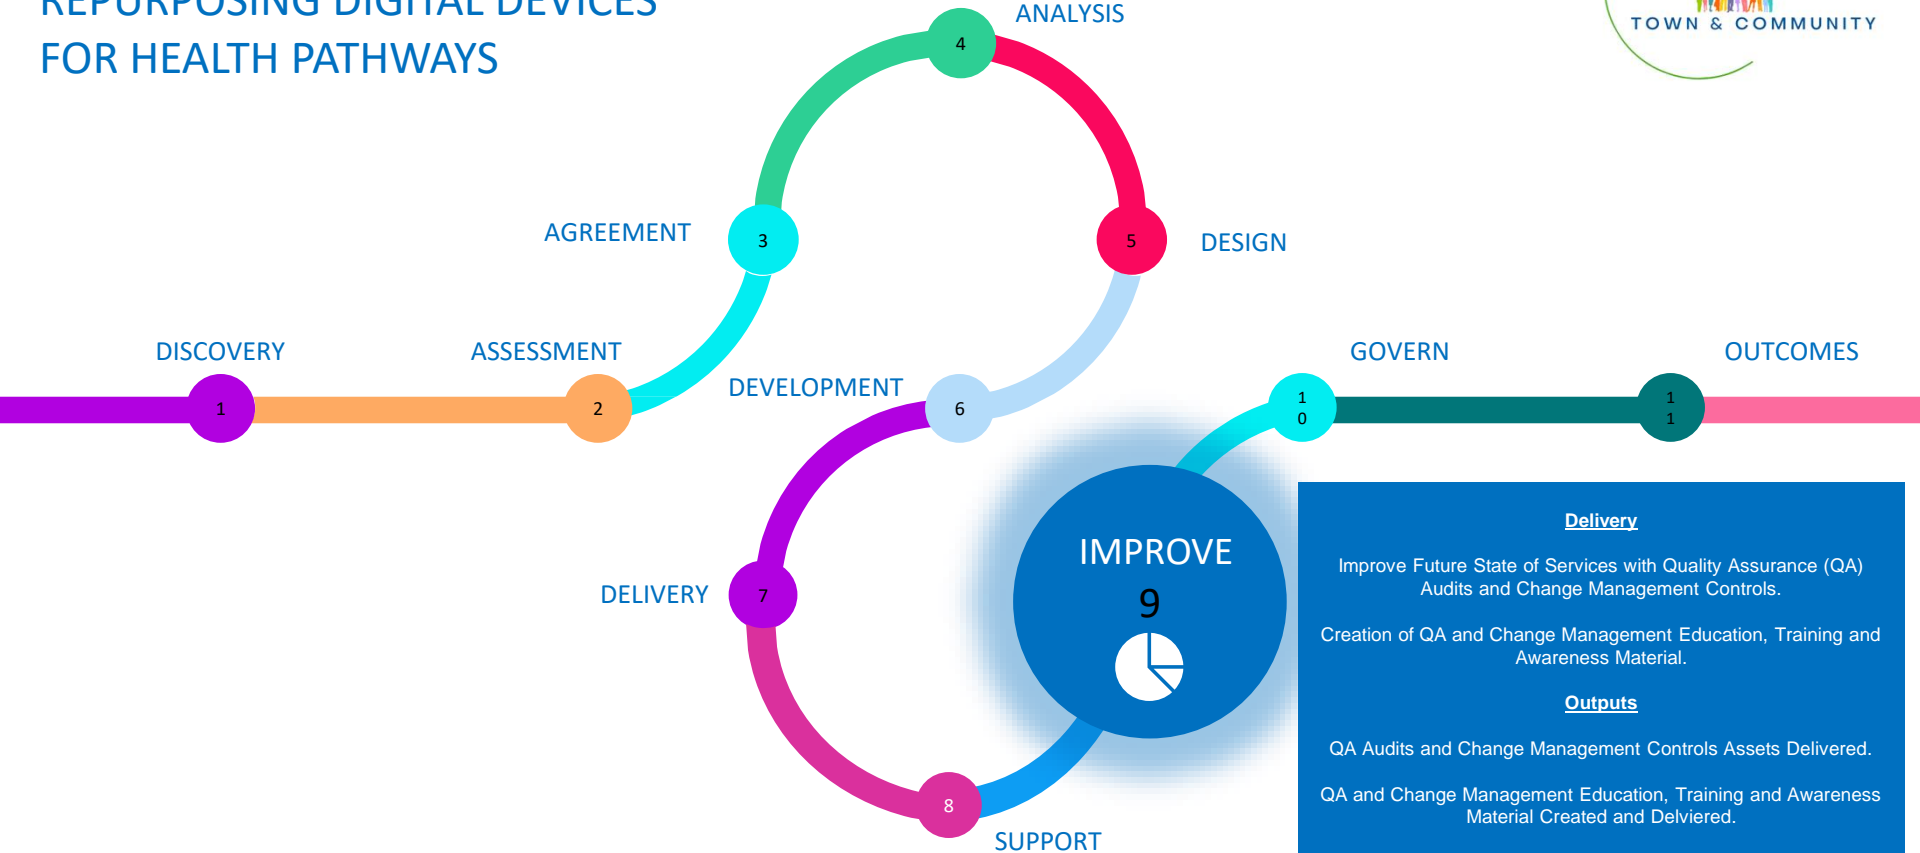 REPURPOSING DIGITAL DEVICES
FOR HEALTH PATHWAYS
TOWN & COMMUNITY
ANALYSIS
4
AGREEMENT
3
5
DESIGN
DISCOVERY
1
ASSESSMENT
2
DEVELOPMENT
6
GOVERN
1
0
OUTCOMES
1
1
DELIVERY
7
IMPROVE
9
8
SUPPORT
Delivery
Improve Future State of Services with Quality Assurance (QA)
Audits and Change Management Controls.
Creation of QA and Change Management Education, Training and
Awareness Material.
Outputs
QA Audits and Change Management Controls Assets Delivered.
QA and Change Management Education, Training and Awareness
Material Created and Delviered.